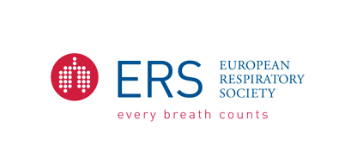 ERS
EUROPEAN
RESPIRATORY
SOCIETY
every breath counts